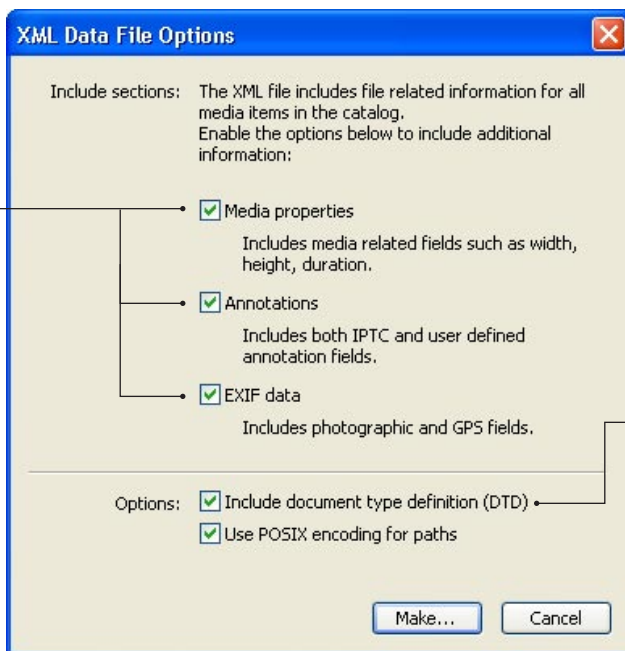 XML Data File Options
Include sections: The XML file includes file related information for all
media items in the catalog.
Enable the options below to include additional
information:
Media properties
Includes media related fields such as width,
height, duration.
Annotations
Includes both IPTC and user defined
annotation fields.
EXIF data
Includes photographic and GPS fields.
Options: Include document type definition (DTD)
Use POSIX encoding for paths
Make... Cancel